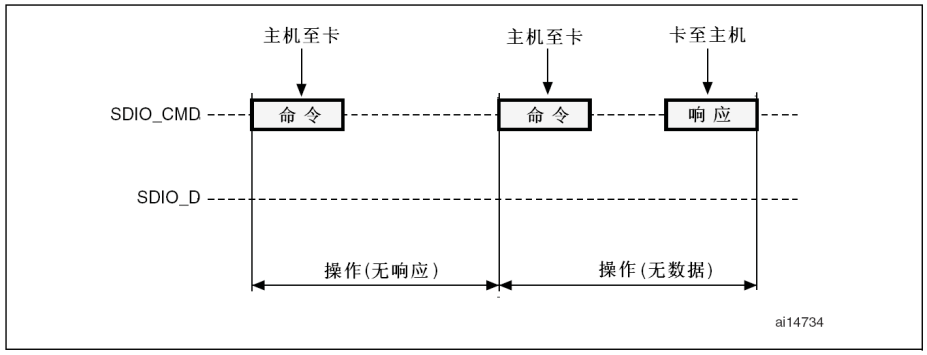 主机至卡 主机至卡 卡至主机
SDIO_CMD 命令 命令 响应
SDIO_D
操作(无响应) 操作(无数据)
ai14734